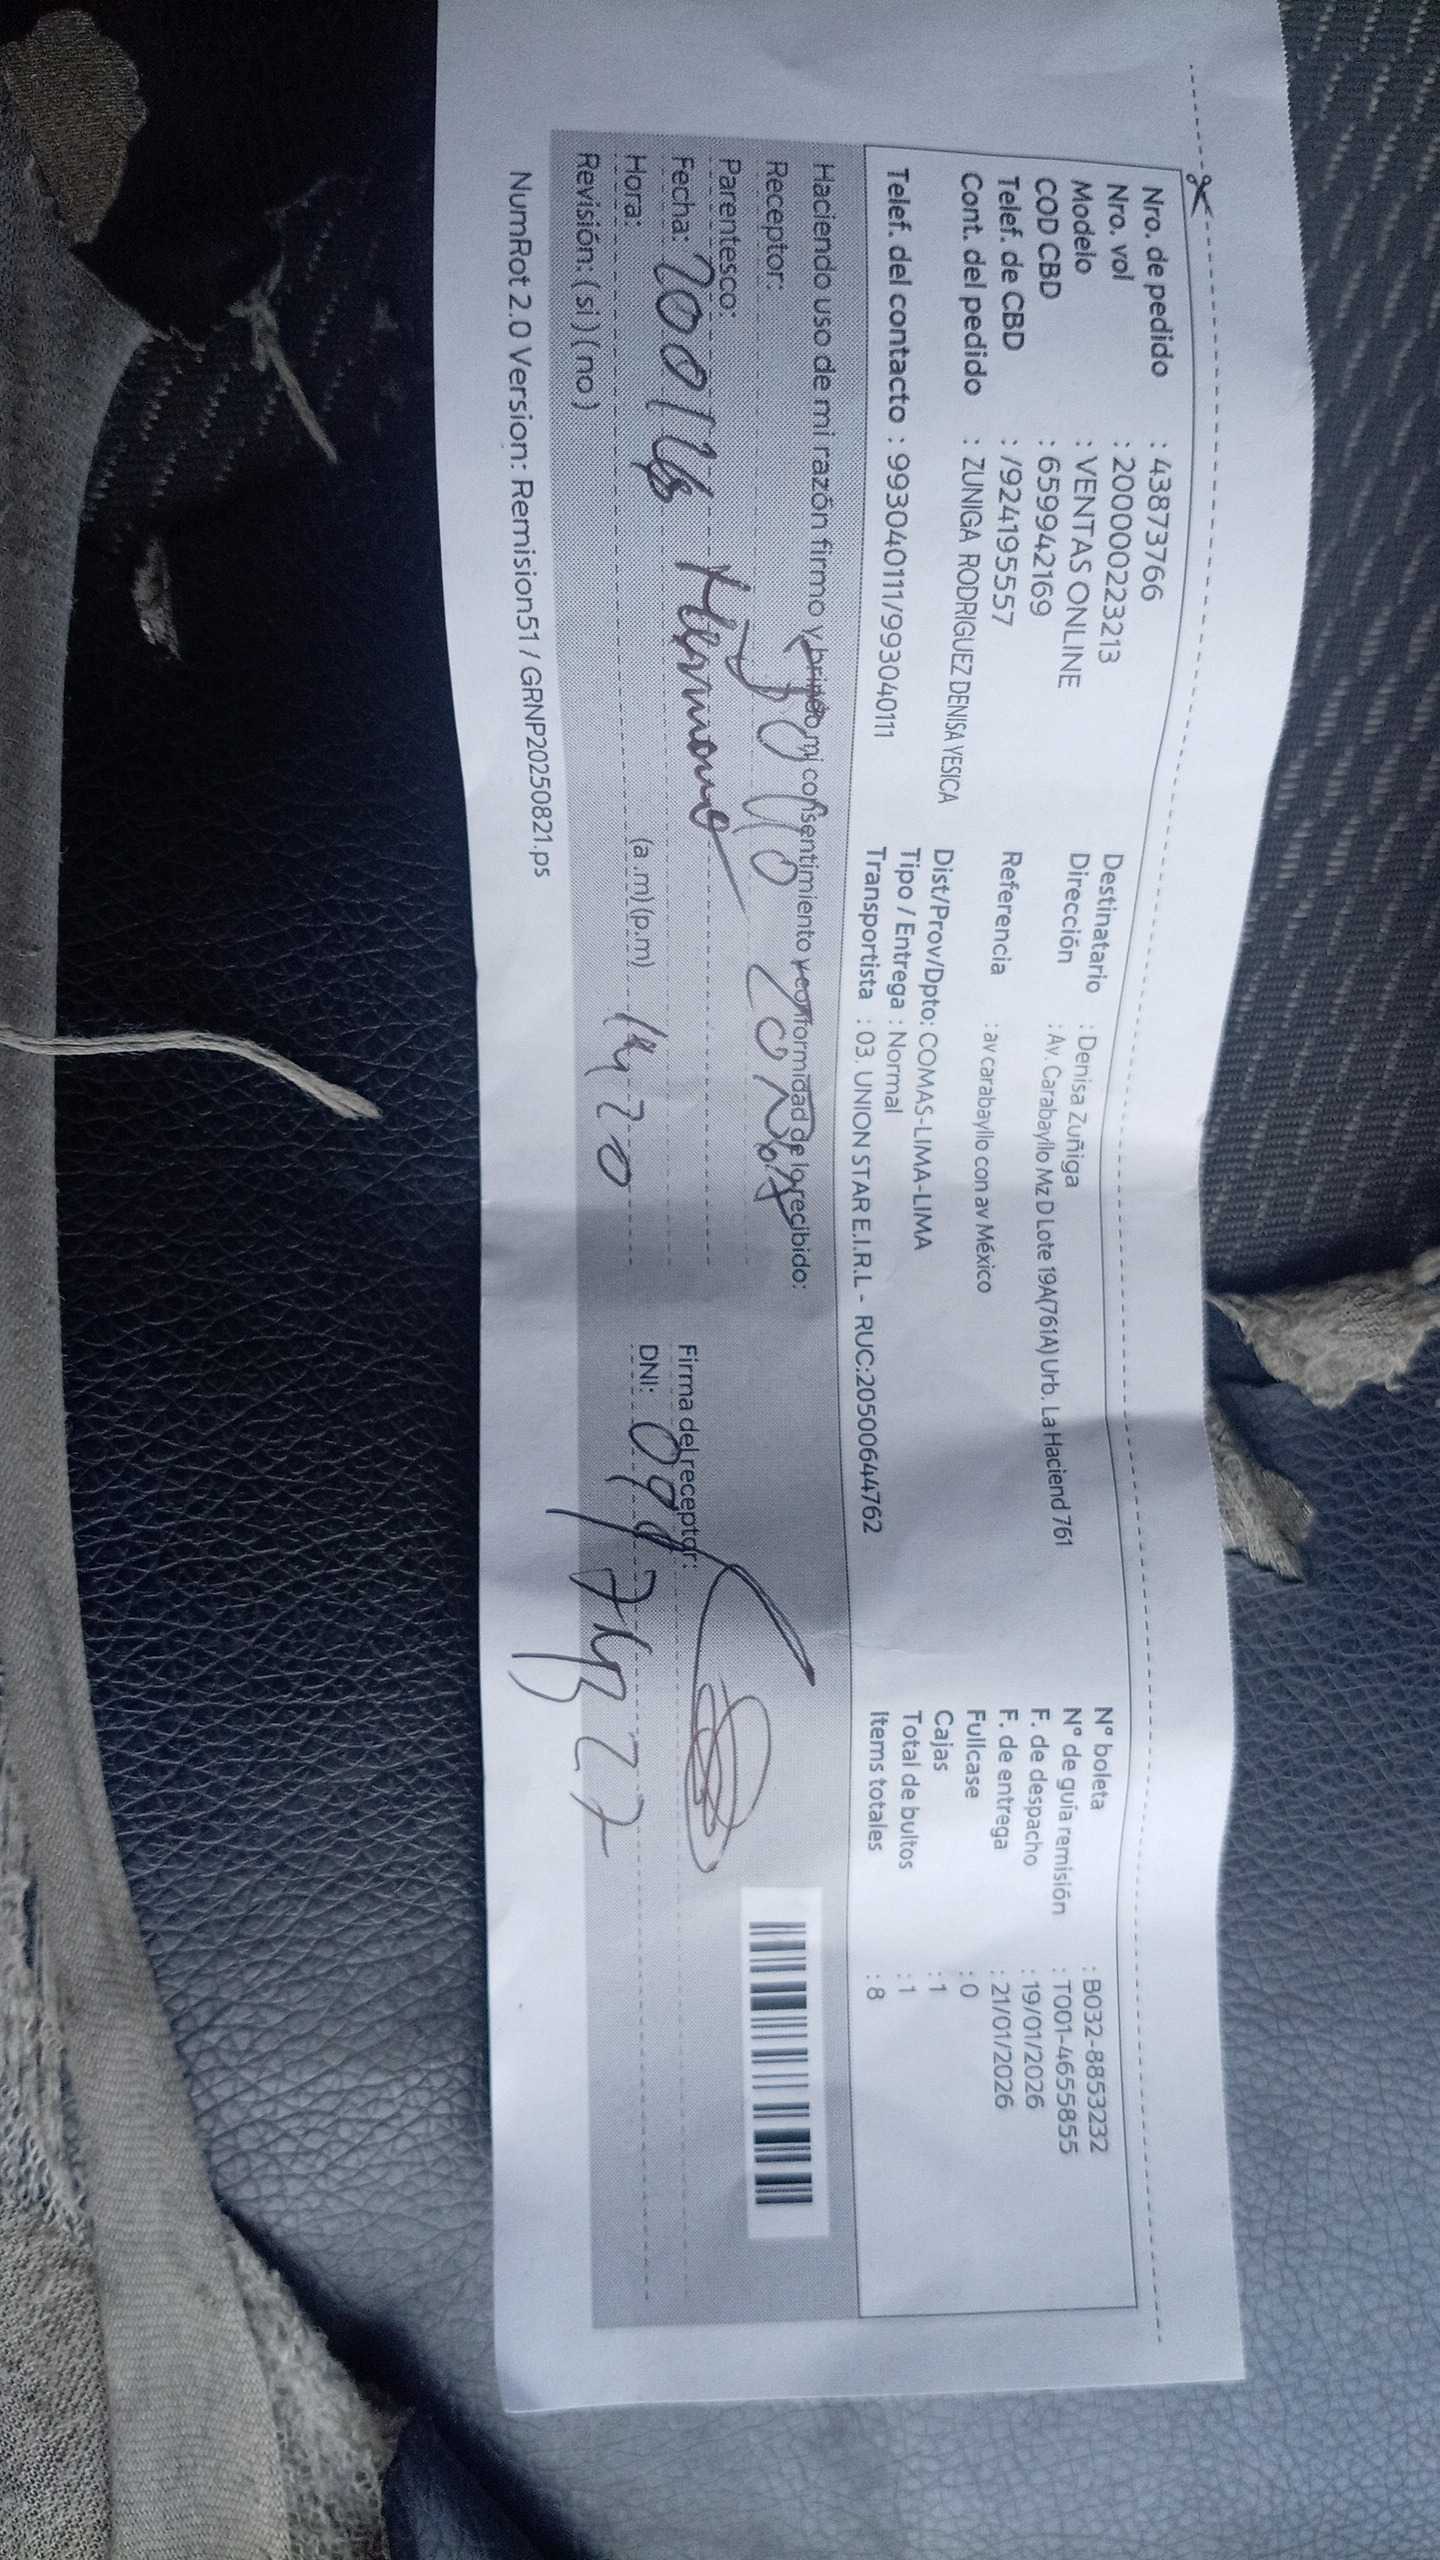 Nro. de pedido : 43873766
Nro. vol : 2000002232​13
Modelo : VENTAS ONLINE
COD CBD : 659942169
Telef. de CBD : /924195557
Cont. del pedido : ZUNIGA RODRIGUEZ DENISA YESICA
Telef. del contacto : 993040111/993040111
Destinatario : Denisa Zuñiga
Dirección : Av. Carabayllo Mz D Lote 19A(761A) Urb. La Haciend 761
Referencia : av carabayllo con av México
Dist/Prov/Dpto: COMAS-LIMA-LIMA
Tipo / Entrega : Normal
Transportista : 03. UNION STAR E.I.R.L - RUC:20500644762
N° boleta : B032-8853232
N° de guía remisión : T001-4655855
F. de despacho : 19/01/2026
F. de entrega : 21/01/2026
Fullcase : 0
Cajas : 1
Total de bultos : 1
Items totales : 8
Haciendo uso de mi razón firmo y brindo mi consentimiento y conformidad de lo recibido:
Receptor:
Parentesco: Hermano
Fecha:
Hora: (a.m)(p.m)
Revisión: ( si ) ( no )
Firma del receptor:
DNI:
NumRot 2.0 Version: Remision51 / GRNP20250821.ps